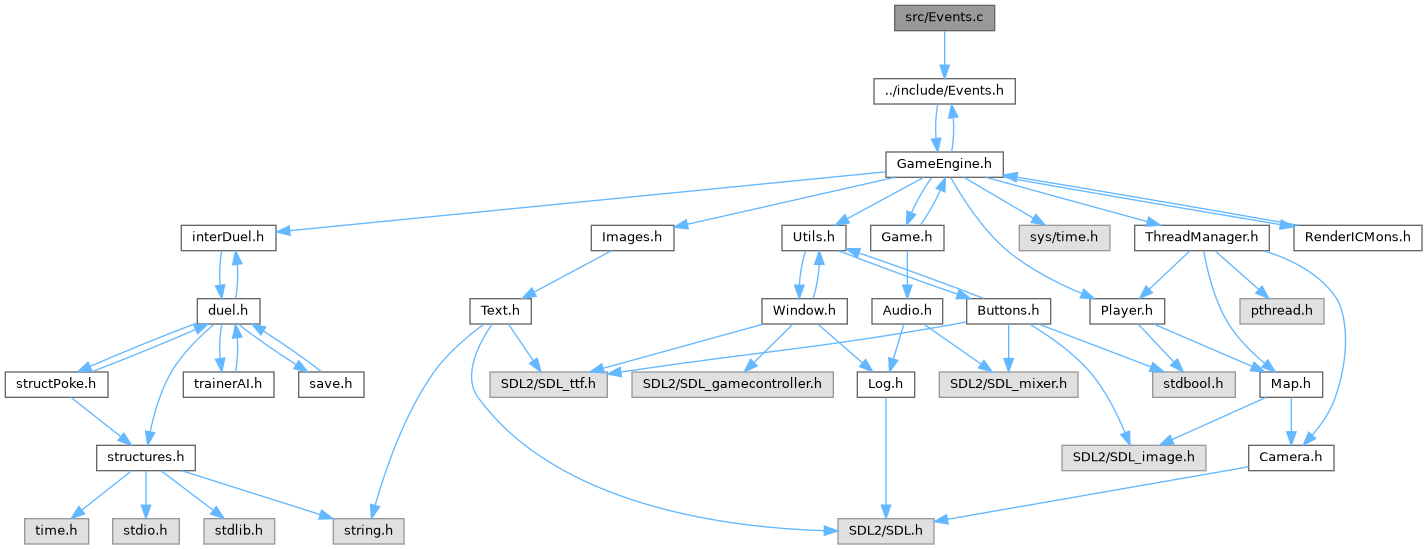 src/Events.c
../include/Events.h
GameEngine.h
interDuel.h
Images.h
Utils.h
Game.h
sys/time.h
ThreadManager.h
RenderICMons.h
duel.h
Text.h
Window.h
Audio.h
Buttons.h
Player.h
pthread.h
structPoke.h
trainerAI.h
save.h
SDL2/SDL_ttf.h
SDL2/SDL_gamecontroller.h
Log.h
SDL2/SDL_mixer.h
stdbool.h
Map.h
structures.h
SDL2/SDL_image.h
Camera.h
time.h
stdio.h
stdlib.h
string.h
SDL2/SDL.h